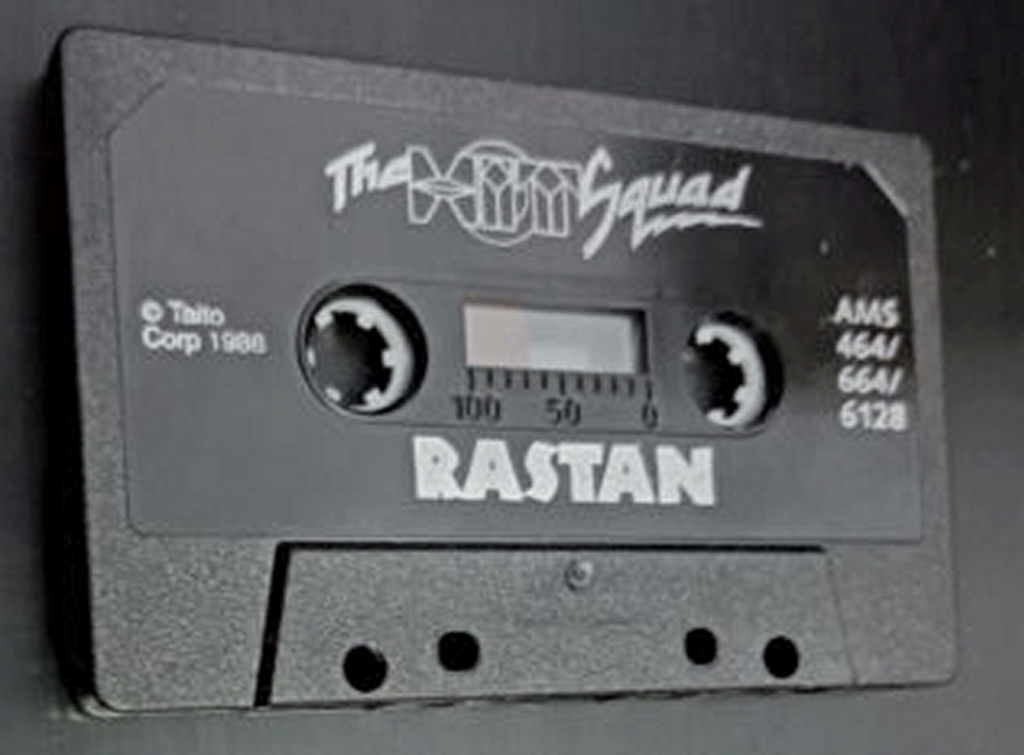 The Hit Squad
© Taito
Corp 1986
AMS
464/
664/
6128
100 50 0
RASTAN